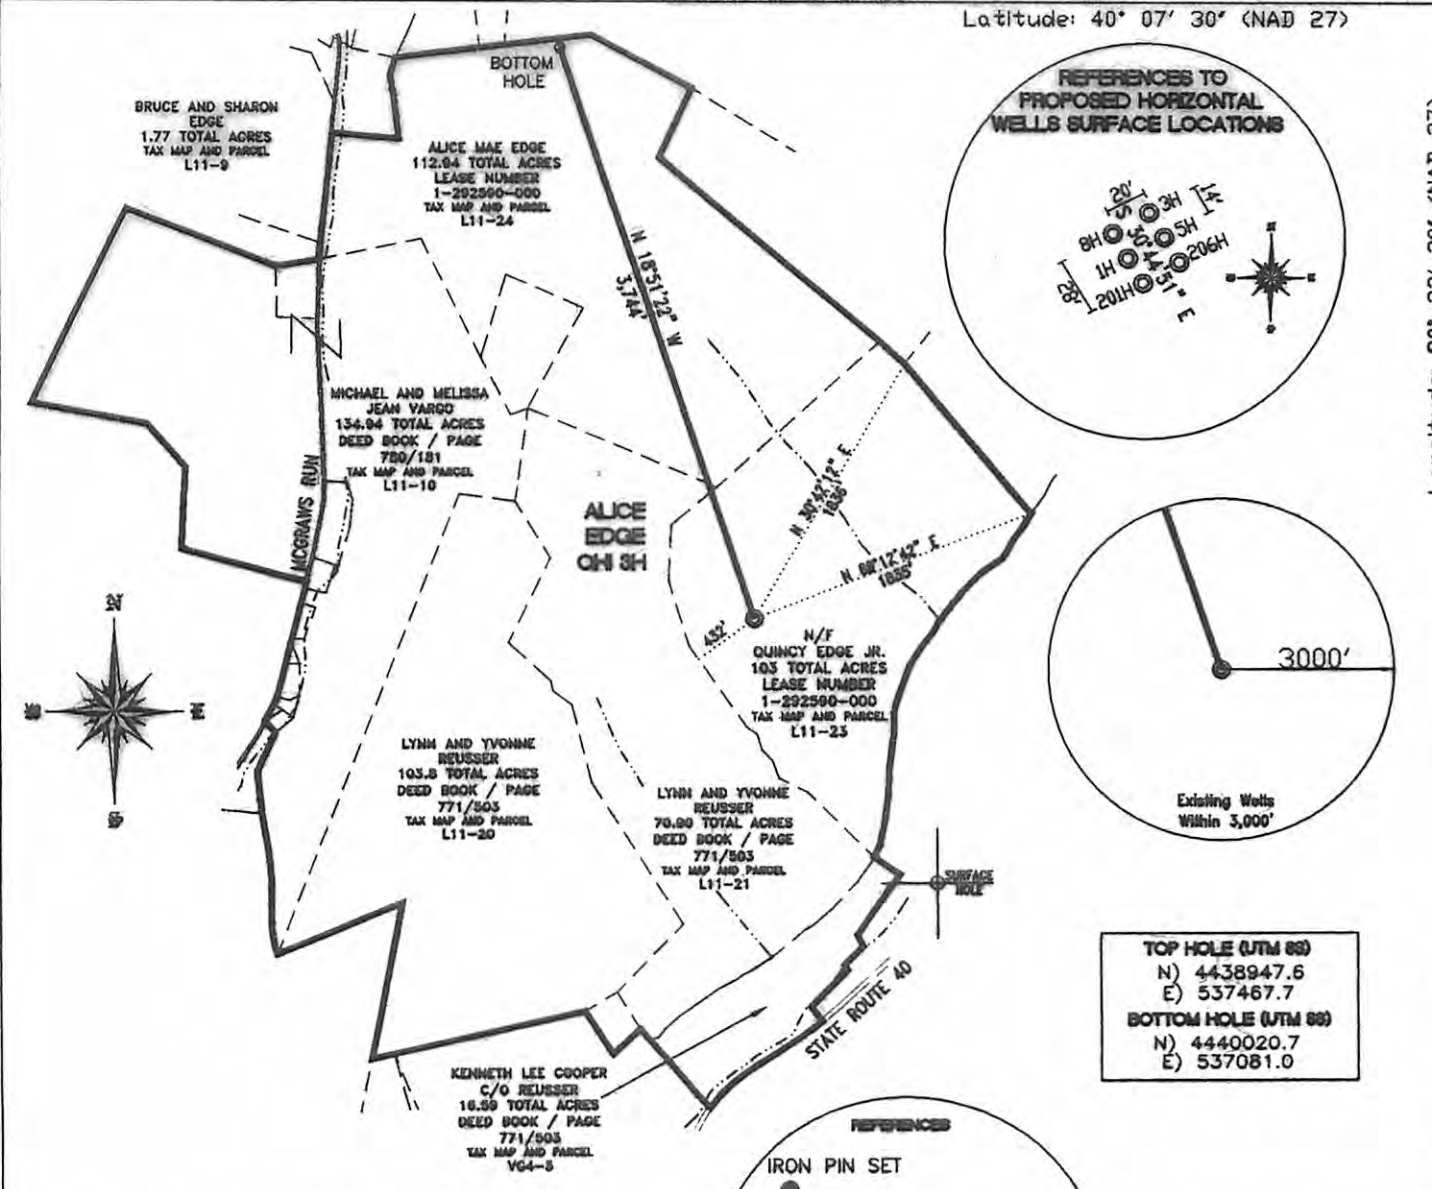 Latitude: 40° 07' 30" (NAD 27)
REFERENCES TO
PROPOSED HORIZONTAL
WELLS SURFACE LOCATIONS
20'
3H
14'
8H
5H
206H
1H
28'
201H
BOTTOM
HOLE
BRUCE AND SHARON
EDGE
1.77 TOTAL ACRES
TAX MAP AND PARCEL
L11-9
ALICE MAE EDGE
112.94 TOTAL ACRES
LEASE NUMBER
1-292590-000
TAX MAP AND PARCEL
L11-24
N 18°51'22" W
3,744'
MICHAEL AND MELISSA
JEAN VARGO
134.94 TOTAL ACRES
DEED BOOK / PAGE
780/181
TAX MAP AND PARCEL
L11-10
MCGRAWS RUN
ALICE
EDGE
OHI 3H
N 30°42'12" E
1836'
1855'
432'
N/F
QUINCY EDGE JR.
103 TOTAL ACRES
LEASE NUMBER
1-292590-000
TAX MAP AND PARCEL
L11-23
3000'
Existing Wells
Within 3,000'
N
S
LYNN AND YVONNE
REUSSER
103.8 TOTAL ACRES
DEED BOOK / PAGE
771/503
TAX MAP AND PARCEL
L11-20
LYNN AND YVONNE
REUSSER
70.90 TOTAL ACRES
DEED BOOK / PAGE
771/503
TAX MAP AND PARCEL
L11-21
SURFACE
HOLE
TOP HOLE (UTM 83)
N) 4438947.6
E) 537467.7
BOTTOM HOLE (UTM 83)
N) 4440020.7
E) 537081.0
STATE ROUTE 40
KENNETH LEE COOPER
C/O REUSSER
16.59 TOTAL ACRES
DEED BOOK / PAGE
771/503
TAX MAP AND PARCEL
VG4-5
REFERENCES
IRON PIN SET